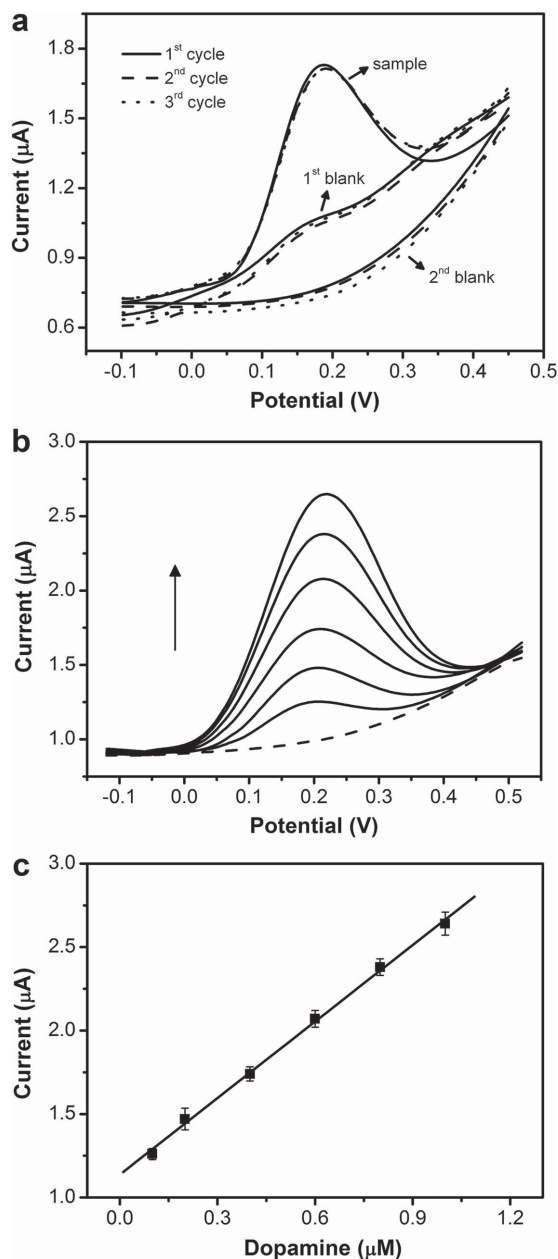 a
1.8
1.5
1.2
0.9
0.6
Current (µA)
1st cycle
2nd cycle
3rd cycle
sample
1st blank
2nd blank
-0.1 0.0 0.1 0.2 0.3 0.4 0.5
Potential (V)
b
3.0
2.5
2.0
1.5
1.0
Current (µA)
-0.1 0.0 0.1 0.2 0.3 0.4 0.5
Potential (V)
c
3.0
2.5
2.0
1.5
1.0
Current (µA)
0.0 0.3 0.6 0.9 1.2
Dopamine (µM)